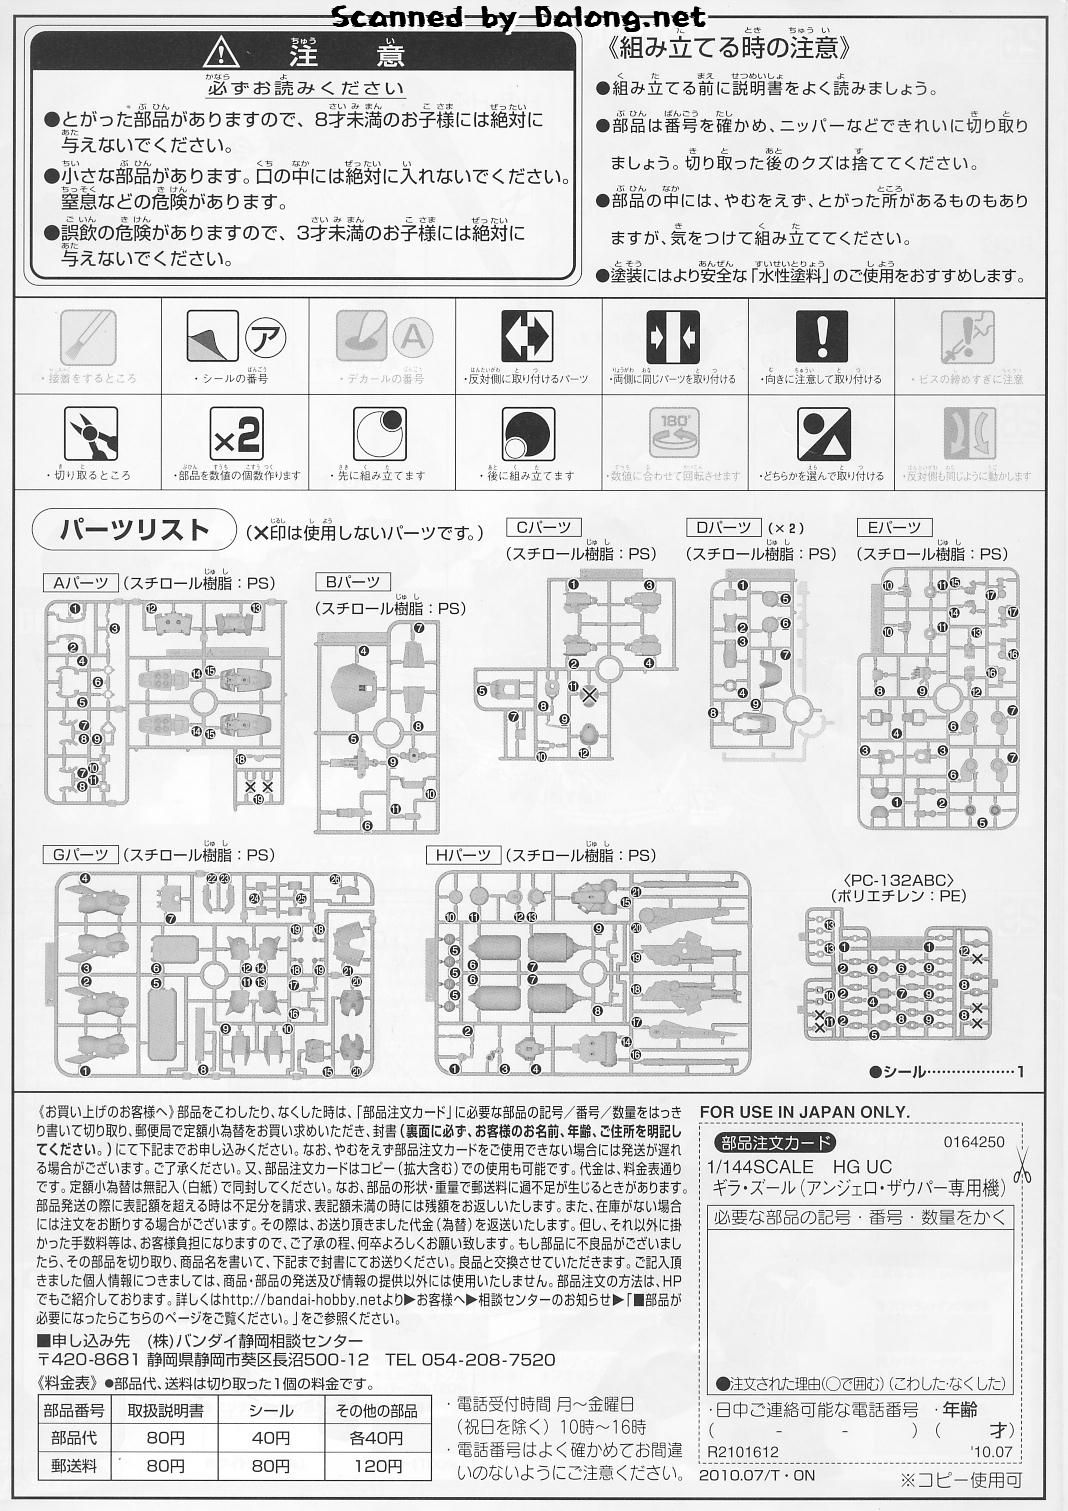 Scanned by Dalong.net
注意
必ずお読みください
●とがった部品がありますので、8才未満のお子様には絶対に
与えないでください。
●小さな部品があります。口の中には絶対に入れないでください。
窒息などの危険があります。
●誤飲の危険がありますので、3才未満のお子様には絶対に
与えないでください。
《組み立てる時の注意》
●組み立てる前に説明書をよく読みましょう。
●部品は番号を確かめ、ニッパーなどできれいに切り取り
ましょう。切り取った後のクズは捨ててください。
●部品の中には、やむをえず、とがった所があるものもあり
ますが、気をつけて組み立ててください。
●塗装にはより安全な「水性塗料」のご使用をおすすめします。
・接着をするところ
ア
・シールの番号
A
・デカールの番号
・反対側に取り付けるパーツ
・両側に同じパーツを取り付ける
・向きに注意して取り付ける
・ビスの締めすぎに注意
・切り取るところ
×2
・部品を数値の個数作ります
・先に組み立てます
・後に組み立てます
180°
・数値に合わせて回転させます
・どちらかを選んで取り付ける
・反対側も同じように動かします
パーツリスト (×印は使用しないパーツです。)
Aパーツ (スチロール樹脂：PS)
Bパーツ
(スチロール樹脂：PS)
Cパーツ
(スチロール樹脂：PS)
Dパーツ (×2)
(スチロール樹脂：PS)
Eパーツ
(スチロール樹脂：PS)
Gパーツ (スチロール樹脂：PS)
Hパーツ (スチロール樹脂：PS)
〈PC-132ABC〉
(ポリエチレン：PE)
●シール………………1
《お買い上げのお客様へ》部品をこわしたり、なくした時は、「部品注文カード」に必要な部品の記号／番号／数量をはっき
り書いて切り取り、郵便局で定額小為替をお買い求めいただき、封書(裏面に必ず、お客様のお名前、年齢、ご住所を明記し
てください。)にて下記までお申し込みください。なお、やむをえず部品注文カードをご使用できない場合には発送が遅れ
る場合がございます。ご了承ください。又、部品注文カードはコピー(拡大含む)での使用も可能です。代金は、料金表通り
です。定額小為替は無記入(白紙)で同封してください。なお、部品の形状・重量で郵送料に過不足が生じるときがあります。
部品発送の際に表記額を超える時は不足分を請求、表記額未満の時には残額をお返しいたします。また、在庫がない場合
には注文をお断りする場合がございます。その際は、お送り頂きました代金(為替)を返送いたします。但し、それ以外に掛
かった手数料等は、お客様負担になりますので、ご了承の程、何卒よろしくお願い致します。もし部品に不良品がございまし
たら、その部品を切り取り、商品名を書いて、下記まで封書にてお送りください。良品と交換させていただきます。ご記入頂
きました個人情報につきましては、商品・部品の発送及び情報の提供以外には使用いたしません。部品注文の方法は、HP
でもご紹介しております。詳しくはhttp://bandai-hobby.netより▶お客様へ▶相談センターのお知らせ▶「■部品が
必要になったらこちらのページをご覧ください。」をご参照ください。
■申し込み先 (株)バンダイ静岡相談センター
〒420-8681 静岡県静岡市葵区長沼500-12 TEL 054-208-7520
《料金表》●部品代、送料は切り取った1個の料金です。
部品番号 取扱説明書 シール その他の部品
部品代 80円 40円 各40円
郵送料 80円 80円 120円
・電話受付時間 月〜金曜日
(祝日を除く) 10時〜16時
・電話番号はよく確かめてお間違
いのないようにご注意ください。
FOR USE IN JAPAN ONLY.
部品注文カード 0164250
1/144SCALE HG UC
ギラ・ズール(アンジェロ・ザウパー専用機)
必要な部品の記号・番号・数量をかく
●注文された理由(○で囲む)(こわした・なくした)
・日中ご連絡可能な電話番号 ・年齢
( - - ) ( 才)
R2101612 '10.07
2010.07/T・ON ※コピー使用可